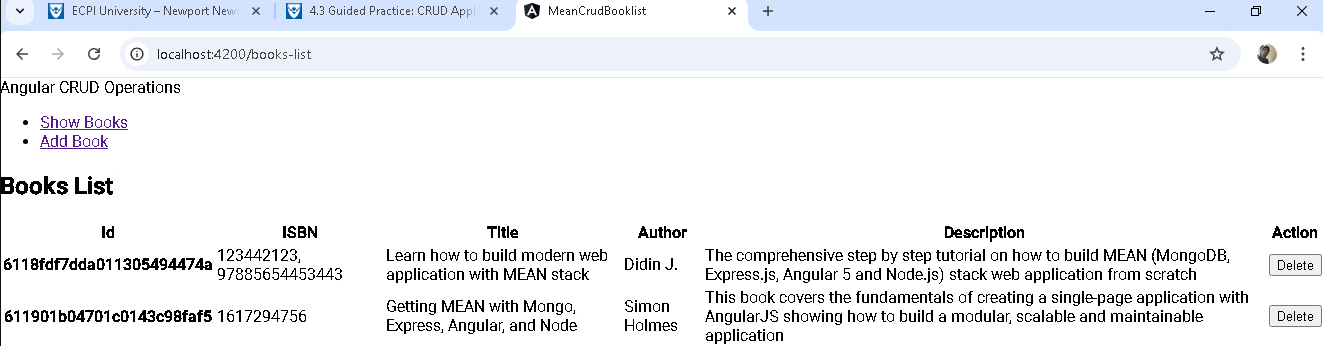 ECPI University – Newport New
4.3 Guided Practice: CRUD Appl
MeanCrudBooklist
localhost:4200/books-list
Angular CRUD Operations
Show Books
Add Book
Books List
Id ISBN Title Author Description Action
6118fdf7dda011305494474a
123442123,
97885654453443
Learn how to build modern web
application with MEAN stack
Didin J.
The comprehensive step by step tutorial on how to build MEAN (MongoDB,
Express.js, Angular 5 and Node.js) stack web application from scratch
Delete
611901b04701c0143c98faf5
1617294756
Getting MEAN with Mongo,
Express, Angular, and Node
Simon
Holmes
This book covers the fundamentals of creating a single-page application with
AngularJS showing how to build a modular, scalable and maintainable
application
Delete